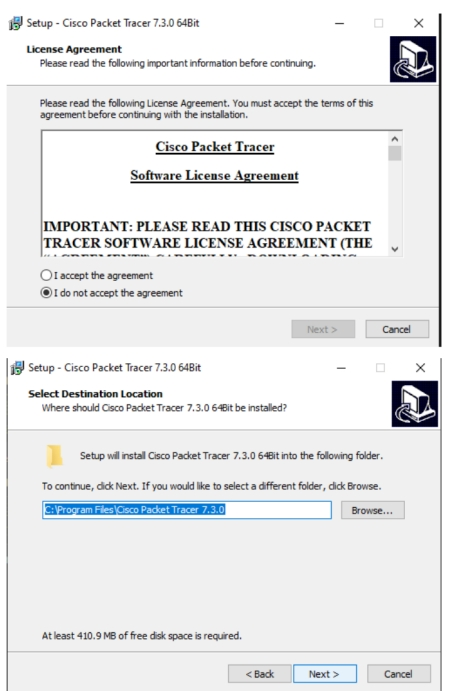 Setup - Cisco Packet Tracer 7.3.0 64Bit
License Agreement
Please read the following important information before continuing.
Please read the following License Agreement. You must accept the terms of this
agreement before continuing with the installation.
Cisco Packet Tracer
Software License Agreement
IMPORTANT: PLEASE READ THIS CISCO PACKET
TRACER SOFTWARE LICENSE AGREEMENT (THE
I accept the agreement
I do not accept the agreement
Next >
Cancel
Setup - Cisco Packet Tracer 7.3.0 64Bit
Select Destination Location
Where should Cisco Packet Tracer 7.3.0 64Bit be installed?
Setup will install Cisco Packet Tracer 7.3.0 64Bit into the following folder.
To continue, click Next. If you would like to select a different folder, click Browse.
C:\Program Files\Cisco Packet Tracer 7.3.0
Browse...
At least 410.9 MB of free disk space is required.
< Back
Next >
Cancel